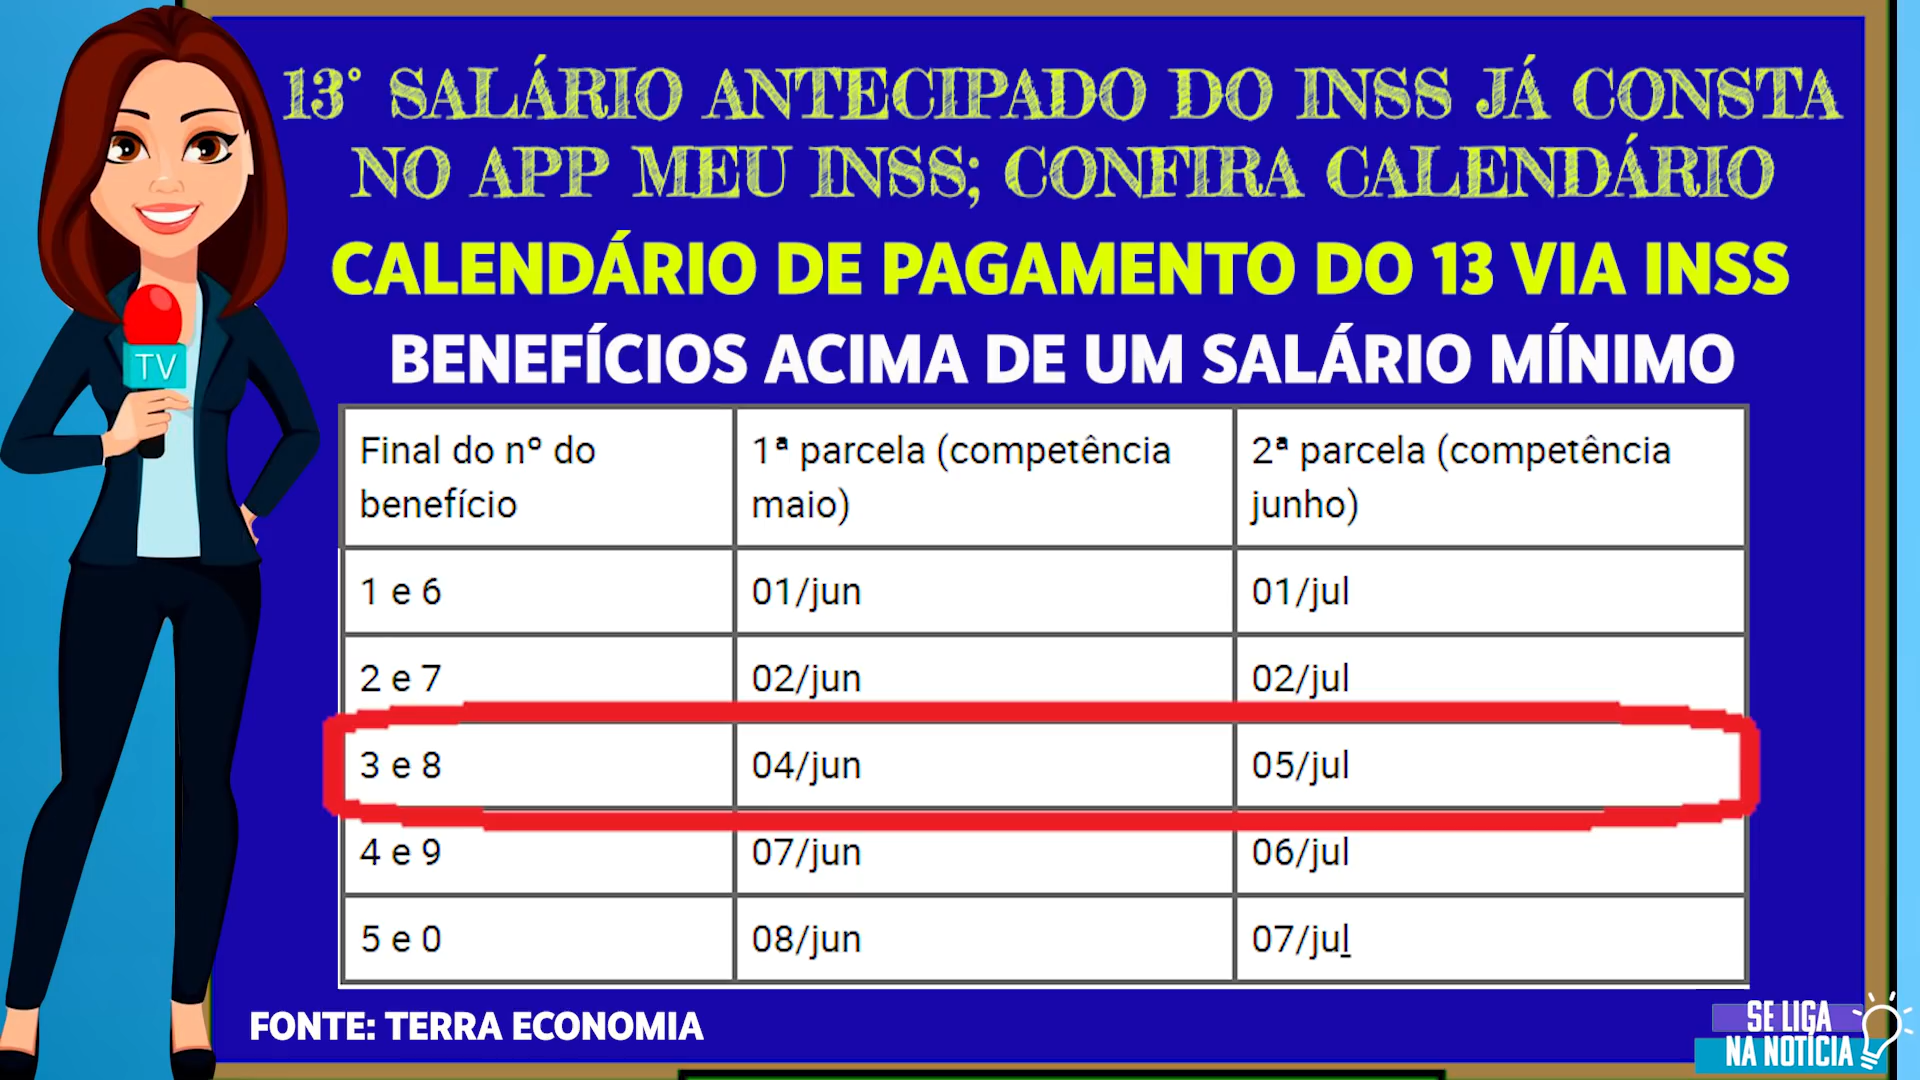 13° SALÁRIO ANTECIPADO DO INSS JÁ CONSTA
NO APP MEU INSS; CONFIRA CALENDÁRIO
CALENDÁRIO DE PAGAMENTO DO 13 VIA INSS
BENEFÍCIOS ACIMA DE UM SALÁRIO MÍNIMO
TV
Final do nº do benefício	1ª parcela (competência maio)	2ª parcela (competência junho)
1 e 6	01/jun	01/jul
2 e 7	02/jun	02/jul
3 e 8	04/jun	05/jul
4 e 9	07/jun	06/jul
5 e 0	08/jun	07/jul
FONTE: TERRA ECONOMIA
SE LIGA
NA NOTÍCIA